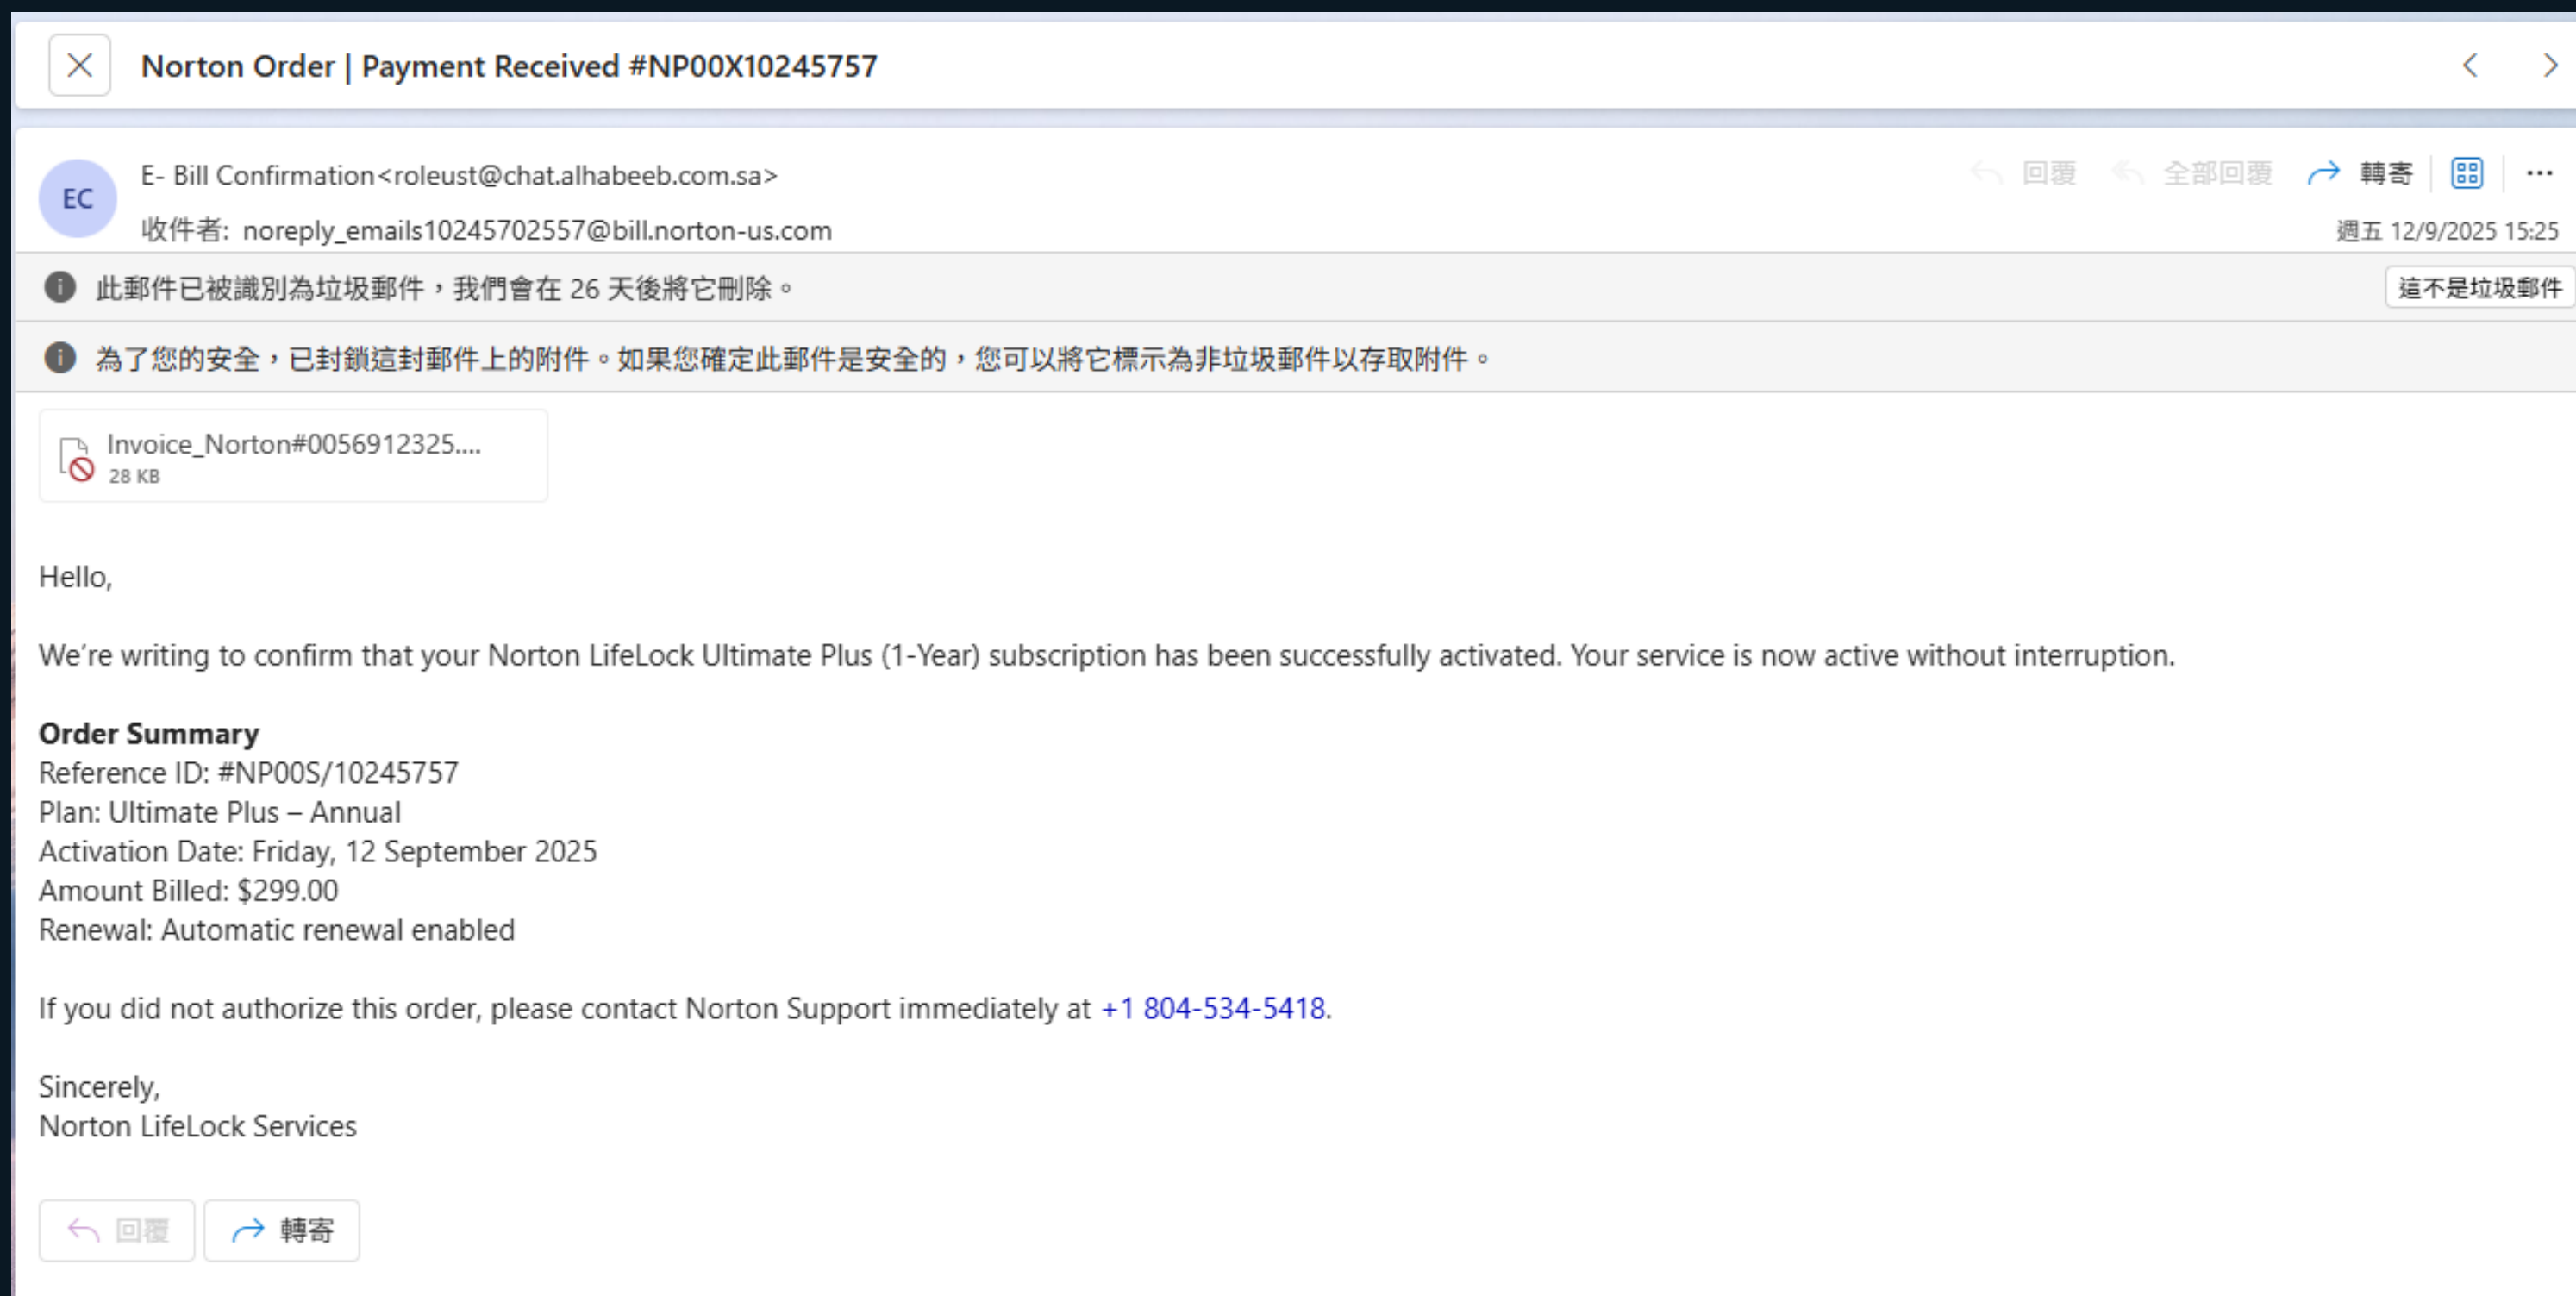 Norton Order | Payment Received #NP00X10245757
EC
E- Bill Confirmation<roleust@chat.alhabeeb.com.sa>
回覆 全部回覆 轉寄
收件者: noreply_emails10245702557@bill.norton-us.com
週五 12/9/2025 15:25
此郵件已被識別為垃圾郵件，我們會在 26 天後將它刪除。
這不是垃圾郵件
為了您的安全，已封鎖這封郵件上的附件。如果您確定此郵件是安全的，您可以將它標示為非垃圾郵件以存取附件。
Invoice_Norton#0056912325....
28 KB
Hello,
We’re writing to confirm that your Norton LifeLock Ultimate Plus (1-Year) subscription has been successfully activated. Your service is now active without interruption.
Order Summary
Reference ID: #NP00S/10245757
Plan: Ultimate Plus – Annual
Activation Date: Friday, 12 September 2025
Amount Billed: $299.00
Renewal: Automatic renewal enabled
If you did not authorize this order, please contact Norton Support immediately at +1 804-534-5418.
Sincerely,
Norton LifeLock Services
回覆 轉寄